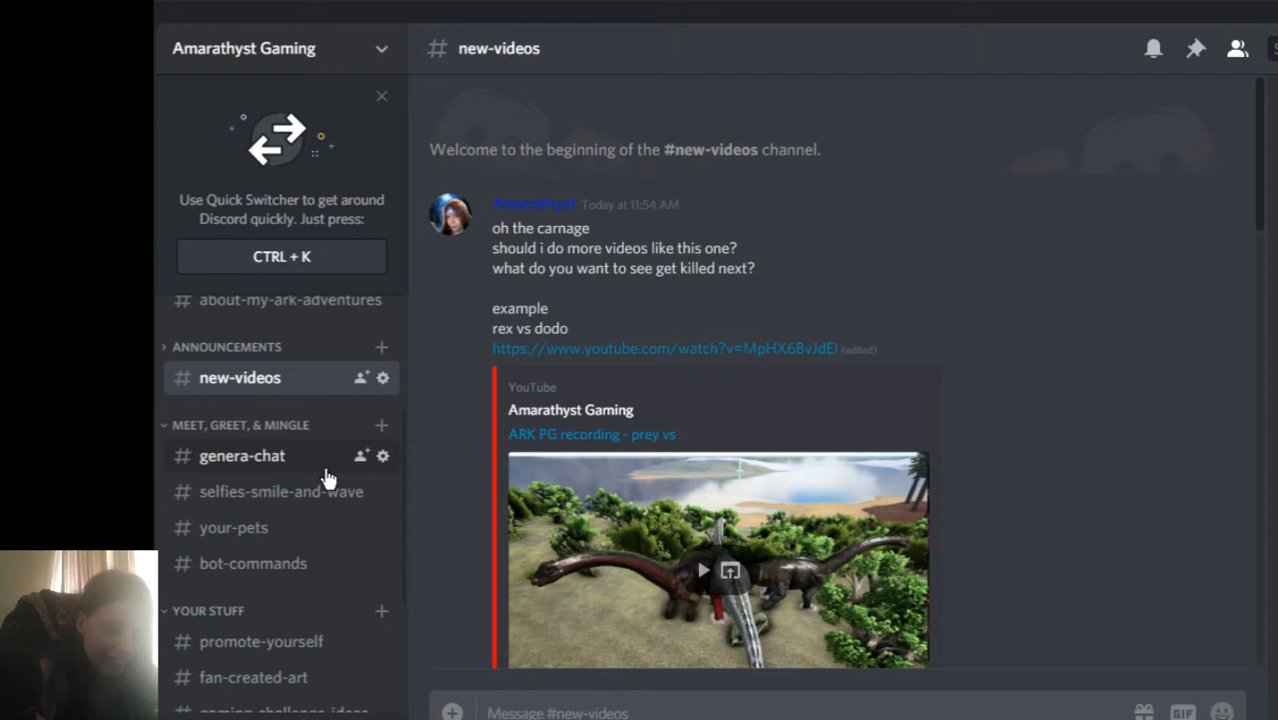 Amarathyst Gaming
Use Quick Switcher to get around
Discord quickly. Just press:
CTRL + K
# about-my-ark-adventures
ANNOUNCEMENTS
# new-videos
MEET, GREET, & MINGLE
# genera-chat
# selfies-smile-and-wave
# your-pets
# bot-commands
YOUR STUFF
# promote-yourself
# fan-created-art
# gaming-challenge-ideas
# new-videos
Welcome to the beginning of the #new-videos channel.
Amarathyst Today at 11:54 AM
oh the carnage
should i do more videos like this one?
what do you want to see get killed next?
example
rex vs dodo
https://www.youtube.com/watch?v=MpHX6BvJdEI (edited)
YouTube
Amarathyst Gaming
ARK PG recording - prey vs
Message #new-videos
GIF